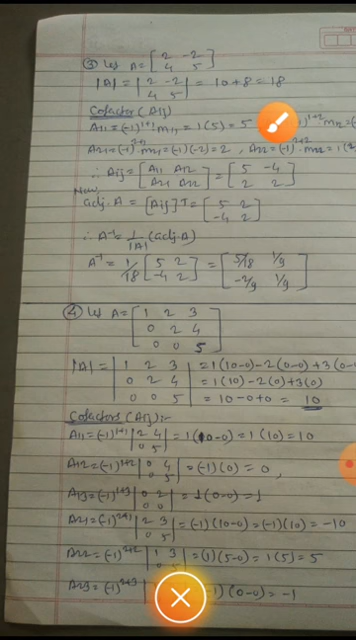 ③ Let A = [ 2 -2
4 5 ]
|A| = | 2 -2
4 5 | = 10+8 = 18
Cofactor (Aij)
A11 = (-1)^1+1 m11 = 1(5) = 5
A21 = (-1)^2+1 . m21 = (-1)(-2) = 2 , A22 = (-1)^2+2 . m22 = 1(2)
∴ Aij = [ A11 A12
A21 A22 ] = [ 5 -4
2 2 ]
Now,
adj.A = [Aij]T = [ 5 2
-4 2 ]
∴ A^-1 = 1/|A| (adj.A)
A^-1 = 1/18 [ 5 2
-4 2 ] = [ 5/18 1/9
-2/9 1/9 ]
④ Let A = [ 1 2 3
0 2 4
0 0 5 ]
|A| = | 1 2 3
0 2 4
0 0 5 | = 1(10-0)-2(0-0)+3(0-
= 1(10)-2(0)+3(0)
= 10-0+0 = 10
Cofactors (Aij):-
A11 = (-1)^1+1 | 2 4
0 5 | = 1(10-0) = 1(10) = 10
A12 = (-1)^1+2 | 0 4
0 5 | = (-1)(0) = 0,
A13 = (-1)^1+3 | 0 2
0 0 | = 1(0-0) = 1
A21 = (-1)^2+1 | 2 3
0 5 | = (-1)(10-0) = (-1)(10) = -10
A22 = (-1)^2+2 | 1 3
0 5 | = (1)(5-0) = 1(5) = 5
A23 = (-1)^2+3 1) (0-0) = -1